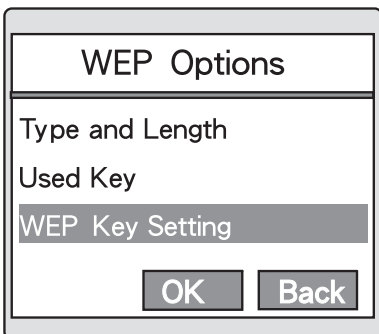 WEP Options
Type and Length
Used Key
WEP Key Setting
OK Back